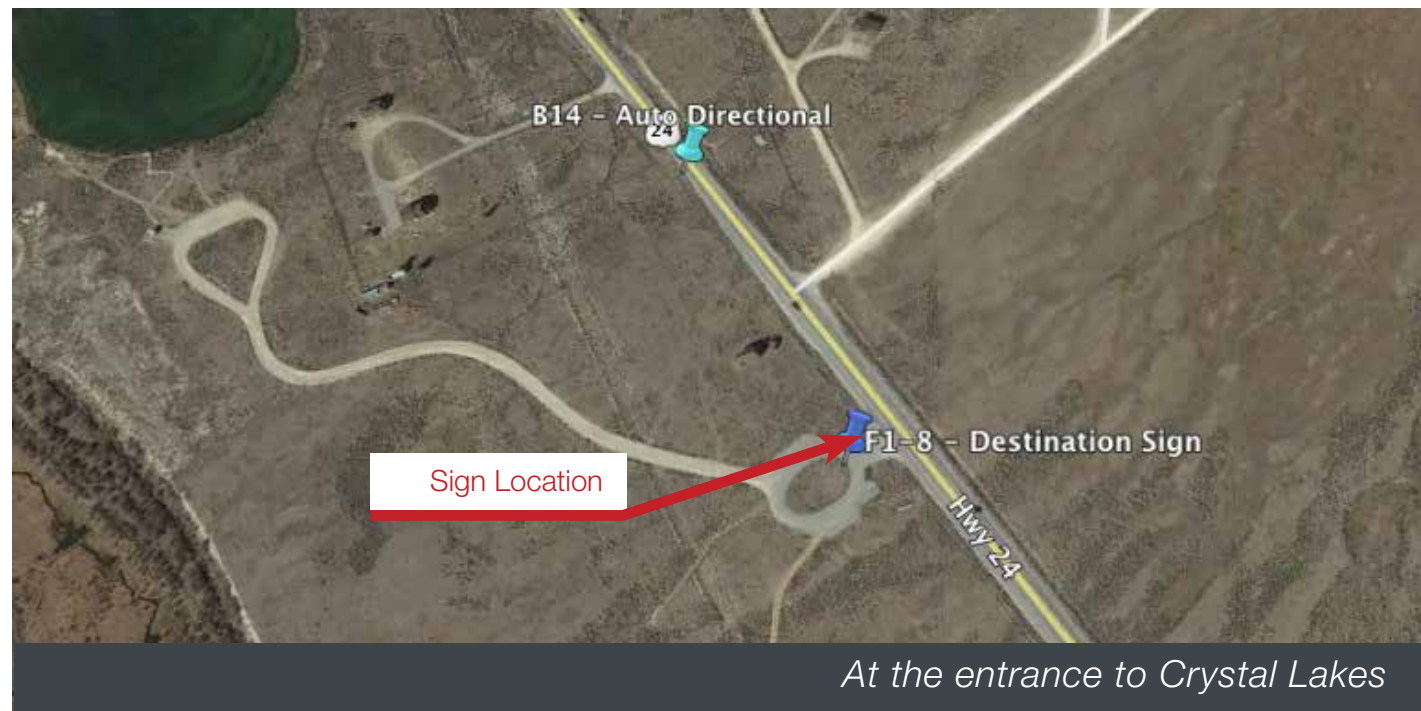 B14 – Auto Directional
24
F1-8 – Destination Sign
Sign Location
Hwy 24
At the entrance to Crystal Lakes